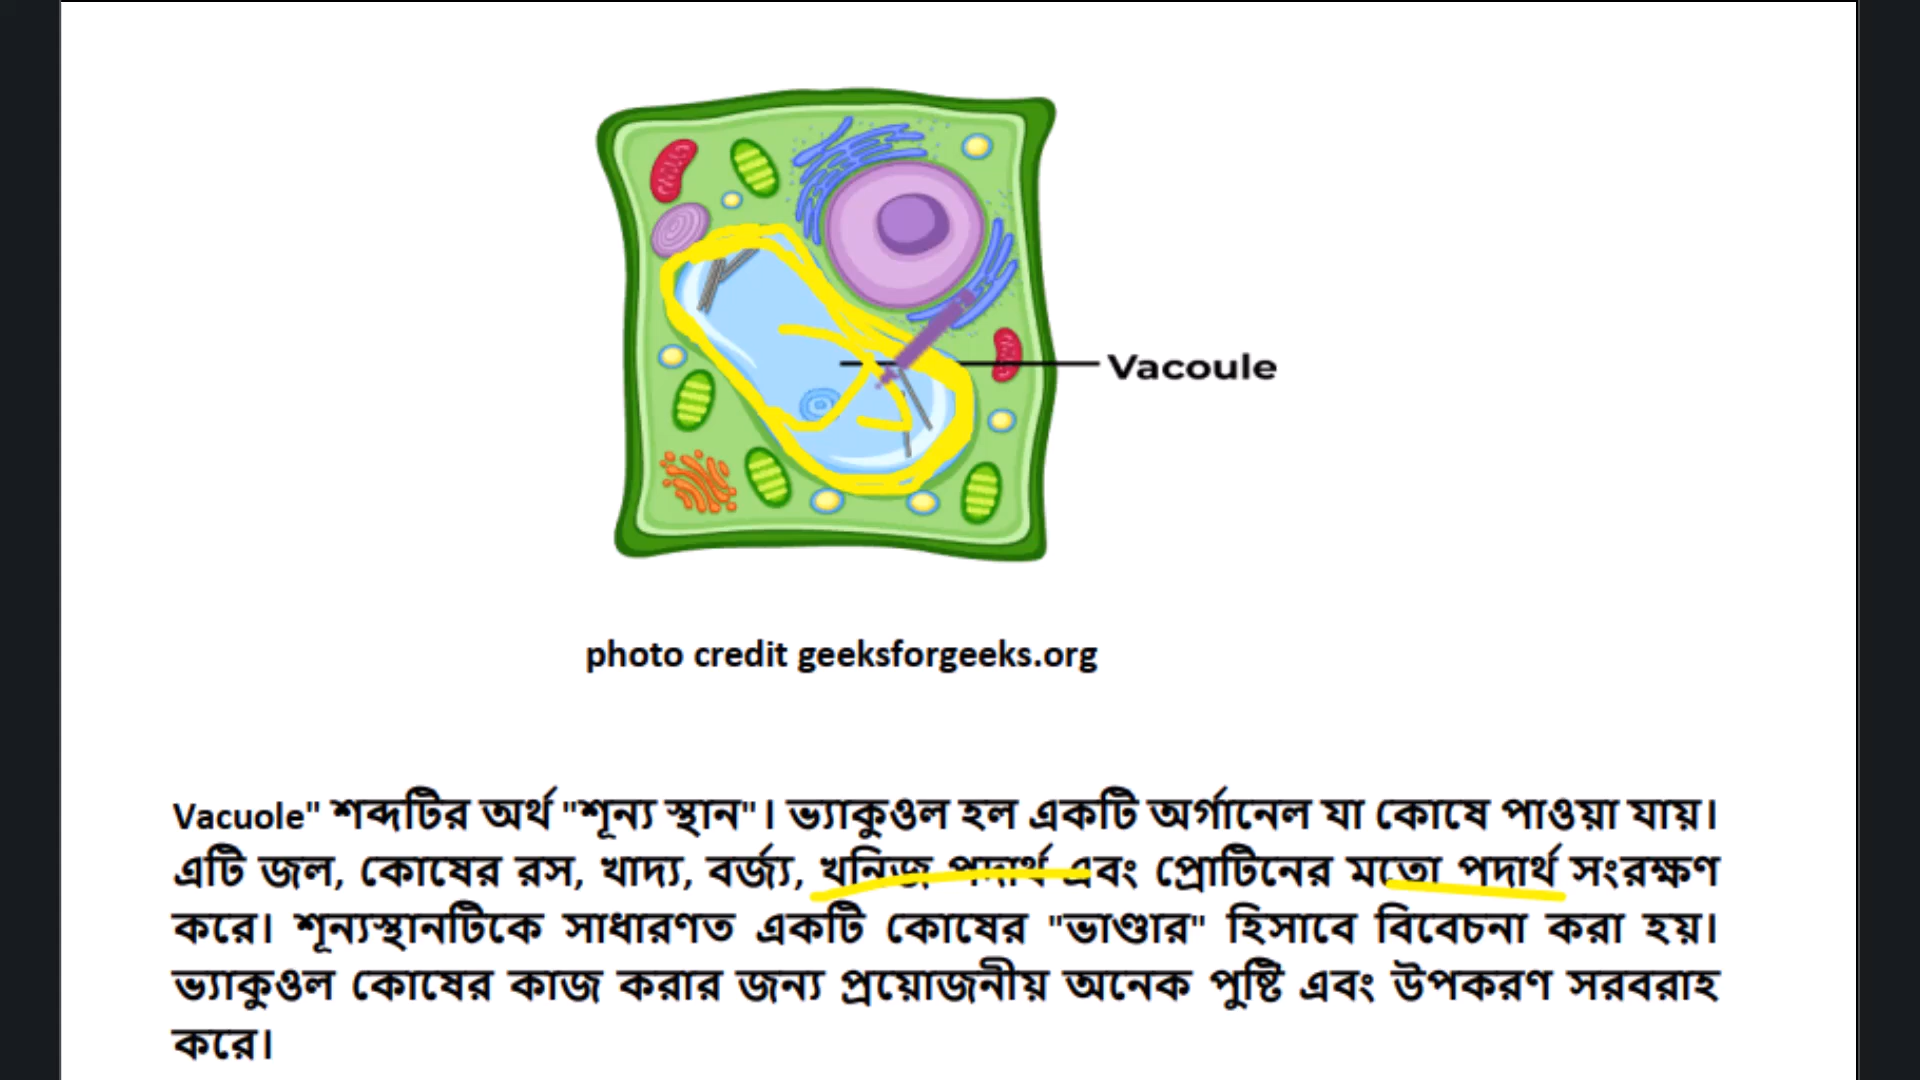 Vacoule
photo credit geeksforgeeks.org
Vacuole" শব্দটির অর্থ "শূন্য স্থান"। ভ্যাকুওল হল একটি অর্গানেল যা কোষে পাওয়া যায়।
এটি জল, কোষের রস, খাদ্য, বর্জ্য, খনিজ পদার্থ এবং প্রোটিনের মতো পদার্থ সংরক্ষণ
করে। শূন্যস্থানটিকে সাধারণত একটি কোষের "ভাণ্ডার" হিসাবে বিবেচনা করা হয়।
ভ্যাকুওল কোষের কাজ করার জন্য প্রয়োজনীয় অনেক পুষ্টি এবং উপকরণ সরবরাহ
করে।